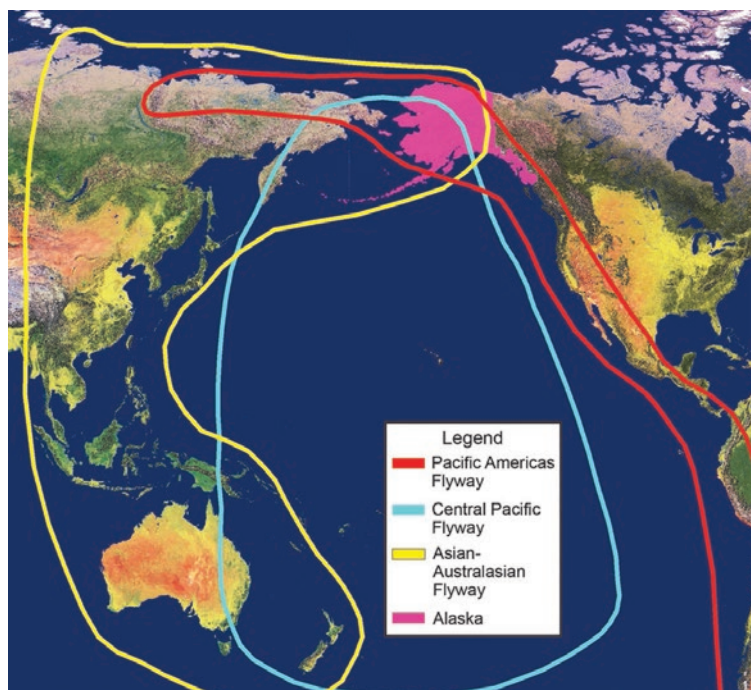 Legend
Pacific Americas
Flyway
Central Pacific
Flyway
Asian-
Australasian
Flyway
Alaska